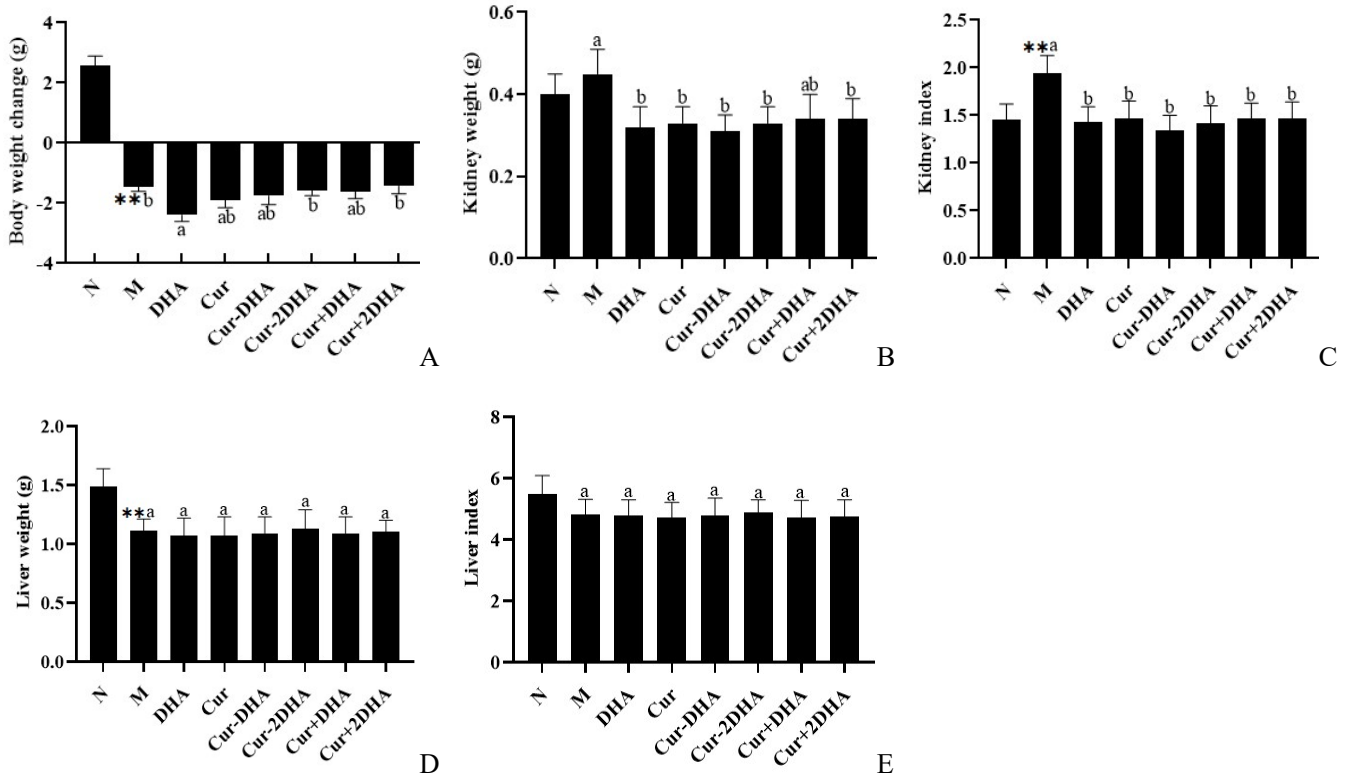 Body weight change (g)
4
2
0
-2
-4
**b
a
ab
ab
b
ab
b
N
M
DHA
Cur
Cur-DHA
Cur-2DHA
Cur+DHA
Cur+2DHA
A
Kidney weight (g)
0.6
0.4
0.2
0.0
a
b
b
b
b
ab
b
N
M
DHA
Cur
Cur-DHA
Cur-2DHA
Cur+DHA
Cur+2DHA
B
Kidney index
2.5
2.0
1.5
1.0
0.5
0.0
**a
b
b
b
b
b
b
N
M
DHA
Cur
Cur-DHA
Cur-2DHA
Cur+DHA
Cur+2DHA
C
Liver weight (g)
2.0
1.5
1.0
0.5
0.0
**a
a
a
a
a
a
a
N
M
DHA
Cur
Cur-DHA
Cur-2DHA
Cur+DHA
Cur+2DHA
D
Liver index
8
6
4
2
0
a
a
a
a
a
a
a
N
M
DHA
Cur
Cur-DHA
Cur-2DHA
Cur+DHA
Cur+2DHA
E